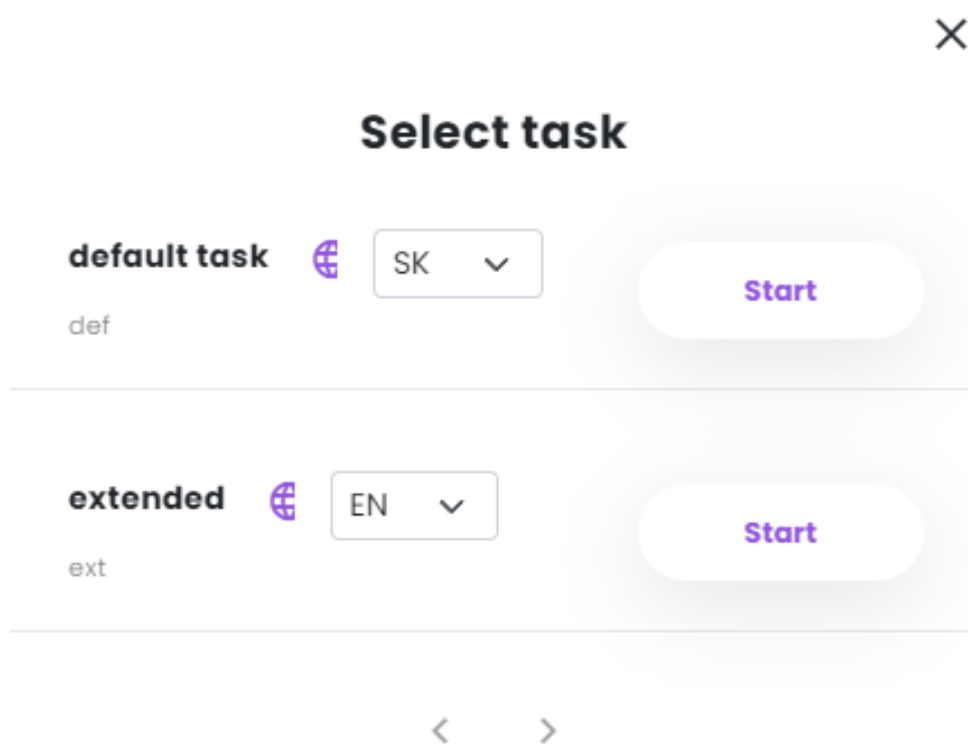 Select task
default task SK Start
def
extended EN Start
ext